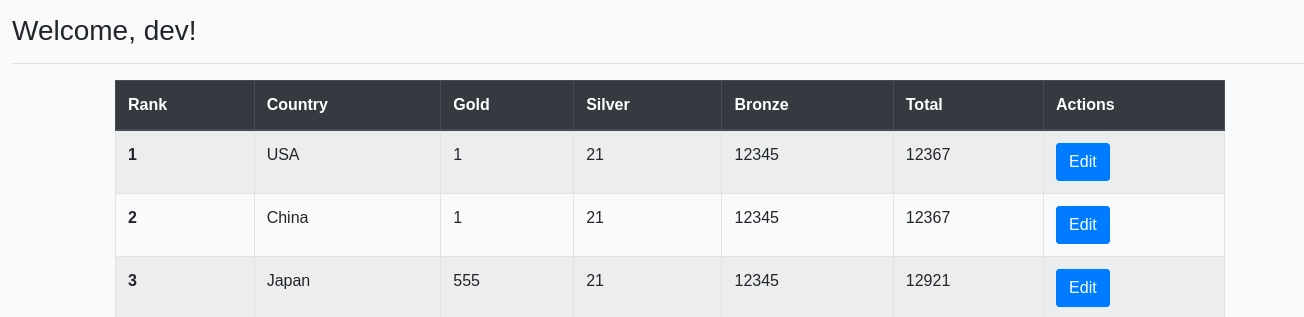 Welcome, dev!
Rank Country Gold Silver Bronze Total Actions
1 USA 1 21 12345 12367 Edit
2 China 1 21 12345 12367 Edit
3 Japan 555 21 12345 12921 Edit